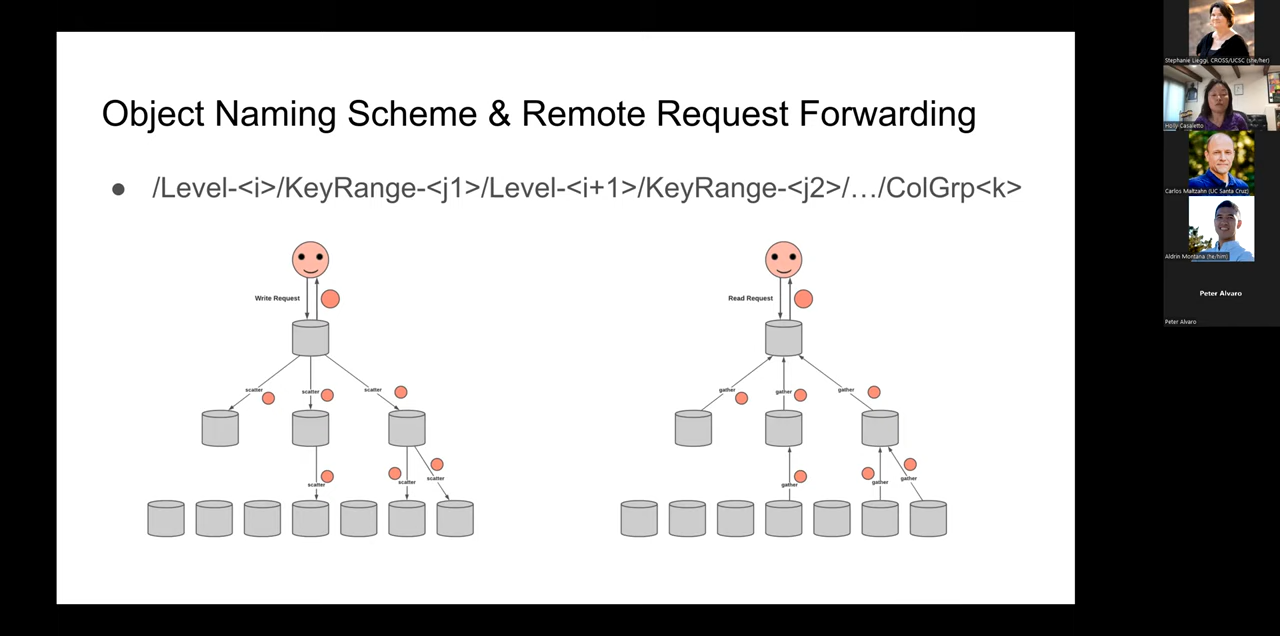 Object Naming Scheme & Remote Request Forwarding
● /Level-<i>/KeyRange-<j1>/Level-<i+1>/KeyRange-<j2>/…/ColGrp<k>
Write Request
scatter
scatter
scatter
scatter
scatter
scatter
Read Request
gather
gather
gather
gather
gather
gather
Stephanie Lieggi, CROSS/UCSC (she/her)
Holly Casaletto
Carlos Maltzahn (UC Santa Cruz)
Aldrin Montana (he/him)
Peter Alvaro
Peter Alvaro